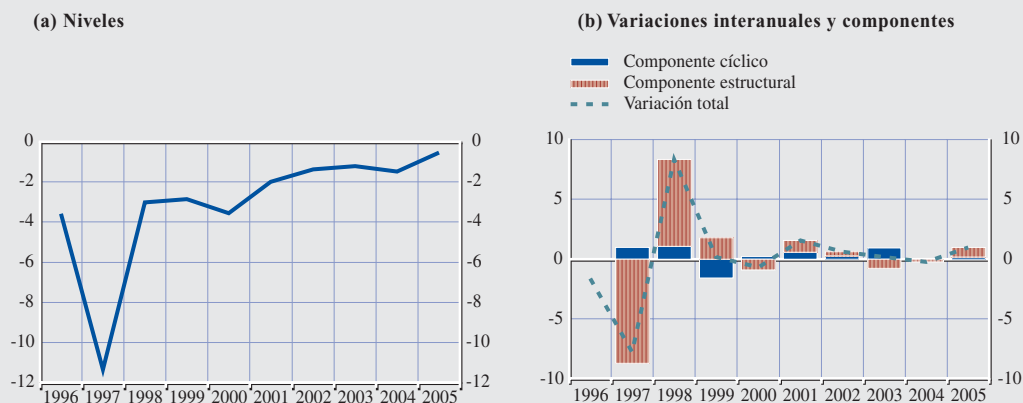 (a) Niveles
0 0
-2 -2
-4 -4
-6 -6
-8 -8
-10 -10
-12 -12
1996 1997 1998 1999 2000 2001 2002 2003 2004 2005
(b) Variaciones interanuales y componentes
Componente cíclico
Componente estructural
Variación total
10 10
5 5
0 0
-5 -5
-10 -10
1996 1997 1998 1999 2000 2001 2002 2003 2004 2005